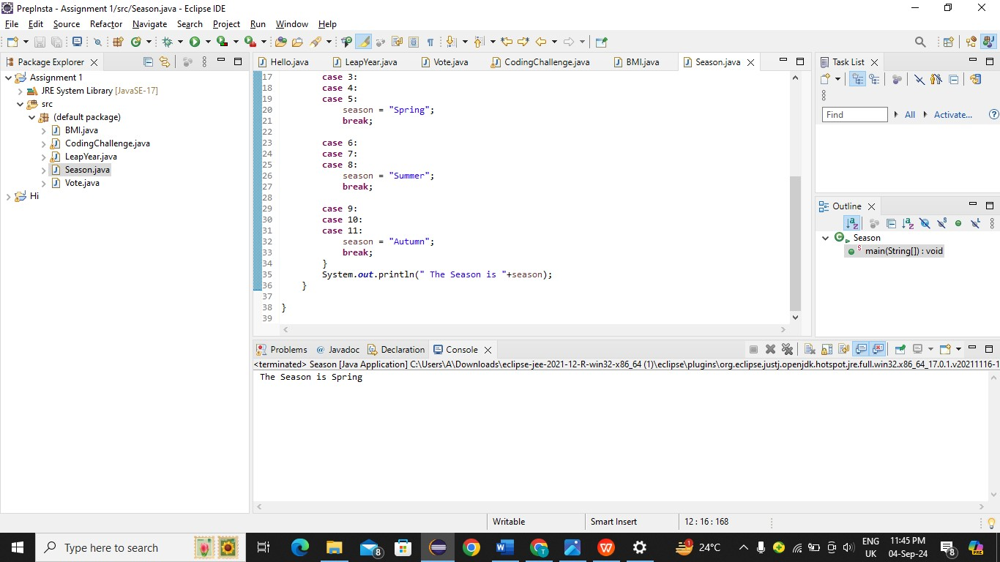 PrepInsta - Assignment 1/src/Season.java - Eclipse IDE
File Edit Source Refactor Navigate Search Project Run Window Help
Package Explorer
Assignment 1
JRE System Library [JavaSE-17]
src
(default package)
BMI.java
CodingChallenge.java
LeapYear.java
Season.java
Vote.java
Hi
Hello.java LeapYear.java Vote.java CodingChallenge.java BMI.java Season.java
17 case 3:
18 case 4:
19 case 5:
20 season = "Spring";
21 break;
22
23 case 6:
24 case 7:
25 case 8:
26 season = "Summer";
27 break;
28
29 case 9:
30 case 10:
31 case 11:
32 season = "Autumn";
33 break;
34 }
35 System.out.println(" The Season is "+season);
36 }
37
38 }
39
Task List
Find All Activate...
Outline
Season
main(String[]) : void
Problems @ Javadoc Declaration Console
<terminated> Season [Java Application] C:\Users\A\Downloads\eclipse-jee-2021-12-R-win32-x86_64 (1)\eclipse\plugins\org.eclipse.justj.openjdk.hotspot.jre.full.win32.x86_64_17.0.1.v20211116-1
The Season is Spring
Writable Smart Insert 12 : 16 : 168
Type here to search
8
1
24°C
ENG
UK
11:45 PM
04-Sep-24
8